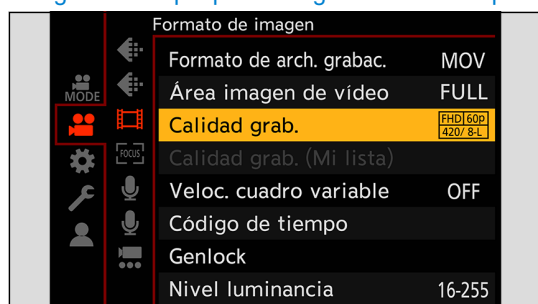 Formato de imagen
Formato de arch. grabac. MOV
MODE
Área imagen de vídeo FULL
Calidad grab. FHD 60p
420/ 8-L
FOCUS
Calidad grab. (Mi lista)
Veloc. cuadro variable OFF
Código de tiempo
Genlock
Nivel luminancia 16-255